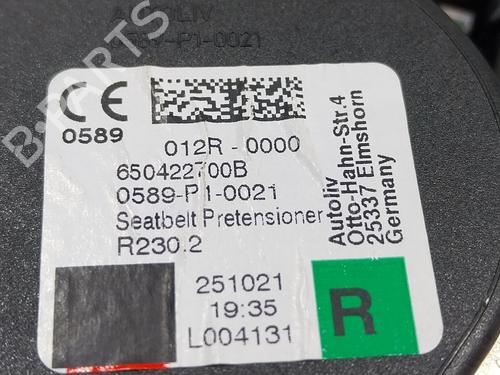 AUTOLIV
0589-P1-0021
CE
0589
012R - 0000
650422700B
0589-P1-0021
Seatbelt Pretensioner
R230.2
251021
19:35
L004131
R
Autoliv
Otto-Hahn-Str.4
25337 Elmshorn
Germany
B-PARTS